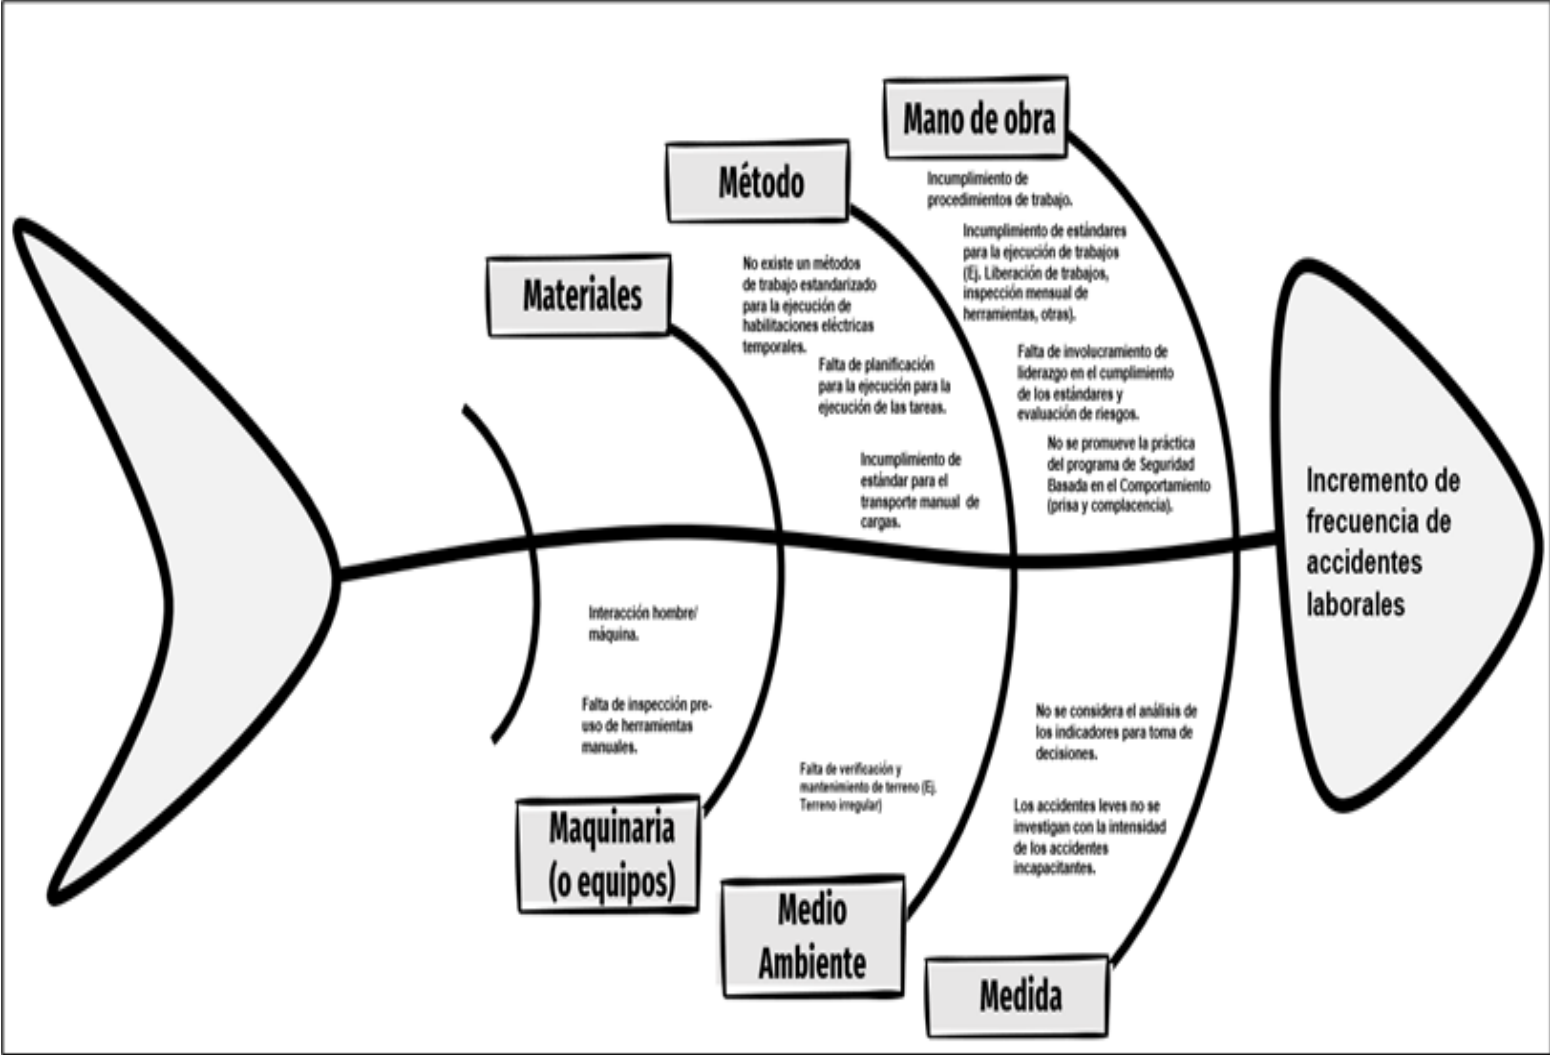 Mano de obra
Incumplimiento de
procedimientos de trabajo.
Incumplimiento de estándares
para la ejecución de trabajos
(Ej. Liberación de trabajos,
inspección mensual de
herramientas, otras).
Falta de involucramiento de
liderazgo en el cumplimiento
de los estándares y
evaluación de riesgos.
No se promueve la práctica
del programa de Seguridad
Basada en el Comportamiento
(prisa y complacencia).
Método
No existe un métodos
de trabajo estandarizado
para la ejecución de
habilitaciones eléctricas
temporales.
Falta de planificación
para la ejecución para la
ejecución de las tareas.
Incumplimiento de
estándar para el
transporte manual de
cargas.
Materiales
Incremento de
frecuencia de
accidentes
laborales
Interacción hombre/
máquina.
Falta de inspección pre-
uso de herramientas
manuales.
Maquinaria
(o equipos)
Falta de verificación y
mantenimiento de terreno (Ej.
Terreno irregular)
Medio
Ambiente
No se considera el análisis de
los indicadores para toma de
decisiones.
Los accidentes leves no se
investigan con la intensidad
de los accidentes
incapacitantes.
Medida